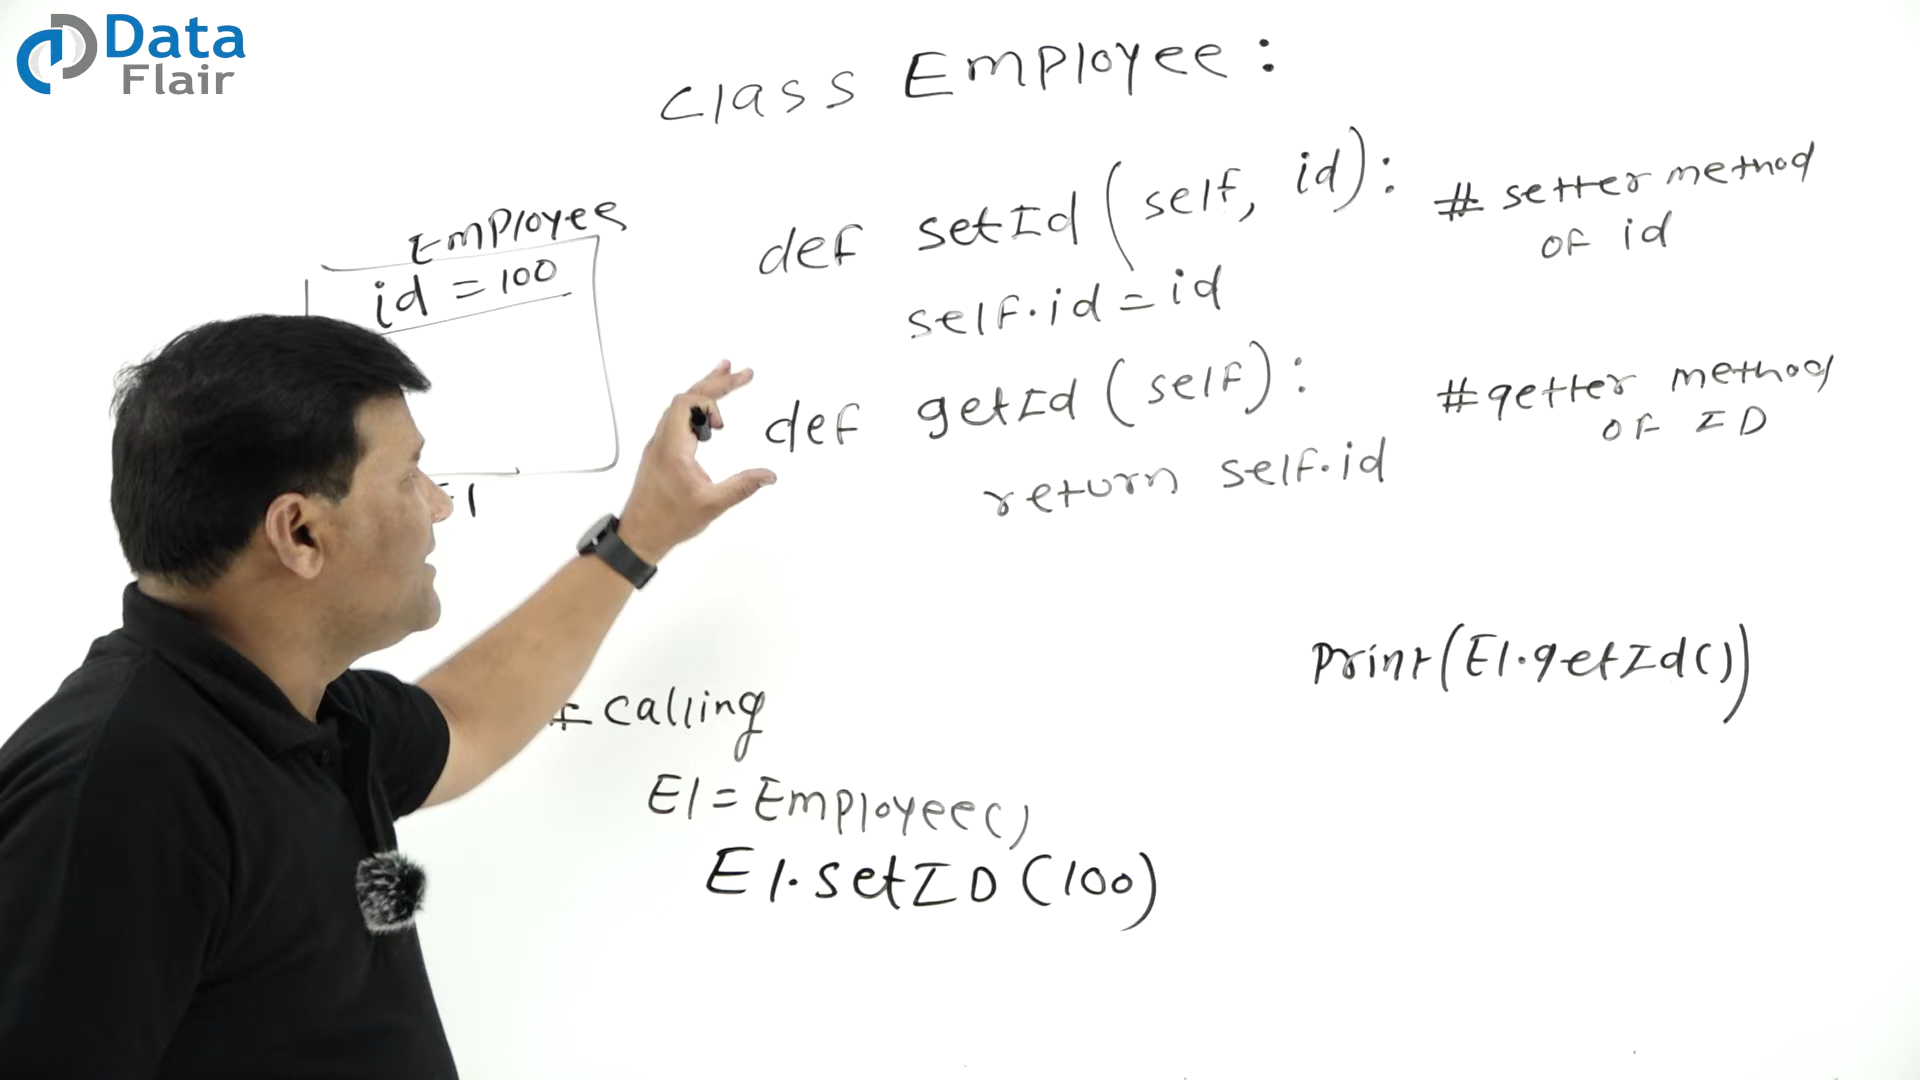 Data
Flair
class Employee:
def setId(self, id): # setter method
of id
self.id = id
def getId(self): #getter method
of ID
return self.id
Employee
id = 100
Print(E1.getId())
calling
E1 = Employee()
E1.setID(100)